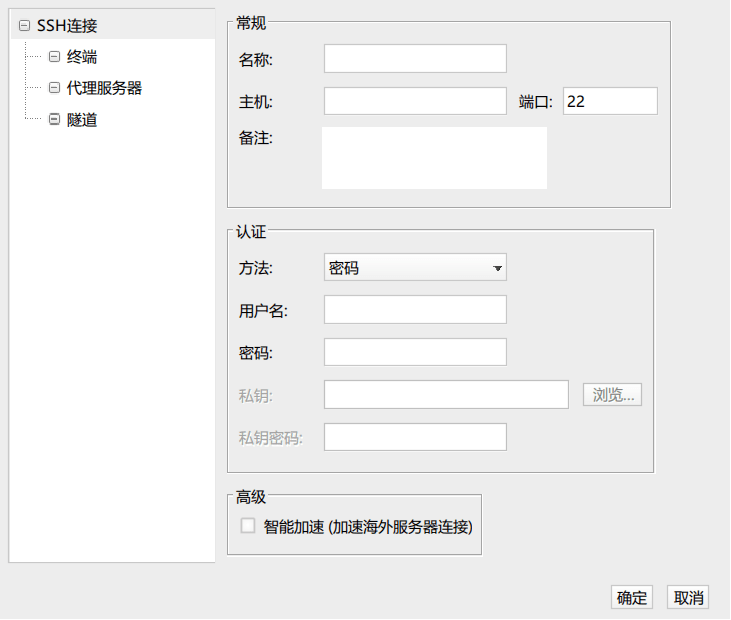 SSH连接
终端
代理服务器
隧道
常规
名称:
主机:
端口: 22
备注:
认证
方法: 密码
用户名:
密码:
私钥: 浏览...
私钥密码:
高级
智能加速 (加速海外服务器连接)
确定 取消